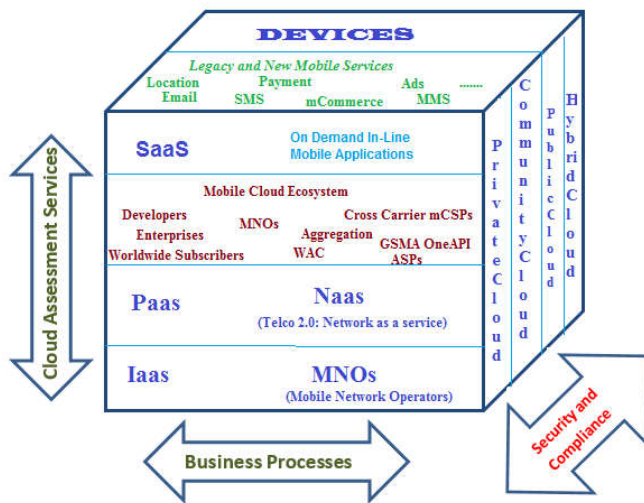 DEVICES
Legacy and New Mobile Services
Location Payment Ads .......
Email SMS mCommerce MMS
SaaS On Demand In-Line
Mobile Applications
Mobile Cloud Ecosystem
Developers MNOs Cross Carrier mCSPs
Enterprises Aggregation
Worldwide Subscribers WAC GSMA OneAPI
ASPs
Paas Naas
(Telco 2.0: Network as a service)
Iaas MNOs
(Mobile Network Operators)
PrivateCloud
CommunityCloud
PublicCloud
HybridCloud
Cloud Assessment Services
Business Processes
Security and
Compliance